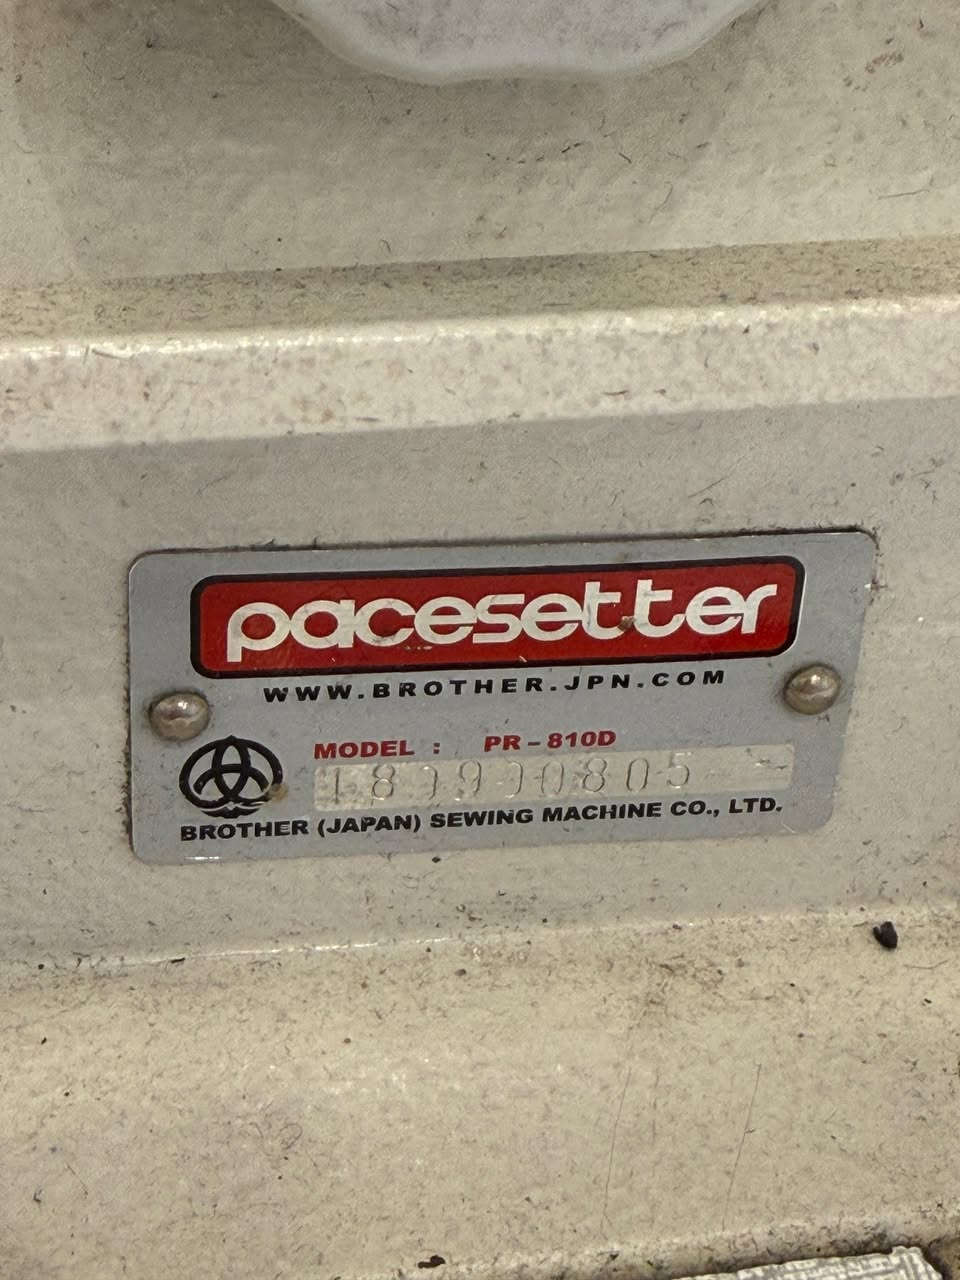 pacesetter
WWW.BROTHER.JPN.COM
MODEL : PR-810D
BROTHER (JAPAN) SEWING MACHINE CO., LTD.